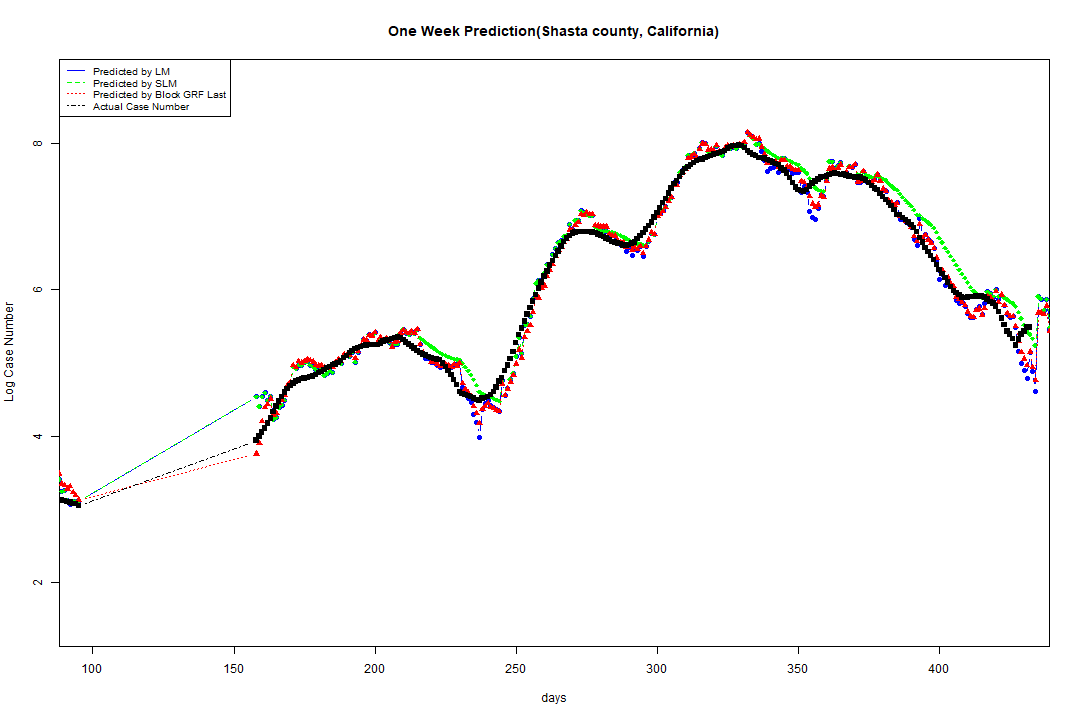 One Week Prediction(Shasta county, California)
Predicted by LM
Predicted by SLM
Predicted by Block GRF Last
Actual Case Number
8
6
4
2
Log Case Number
100 150 200 250 300 350 400
days